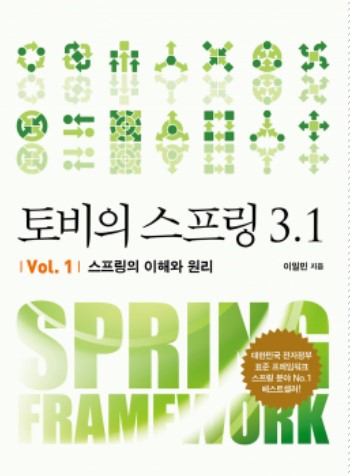 토비의 스프링 3.1
Vol. 1 스프링의 이해와 원리
이일민 지음
SPRING
FRAMEWORK
대한민국 전자정부
표준 프레임워크
스프링 분야 No.1
베스트셀러!